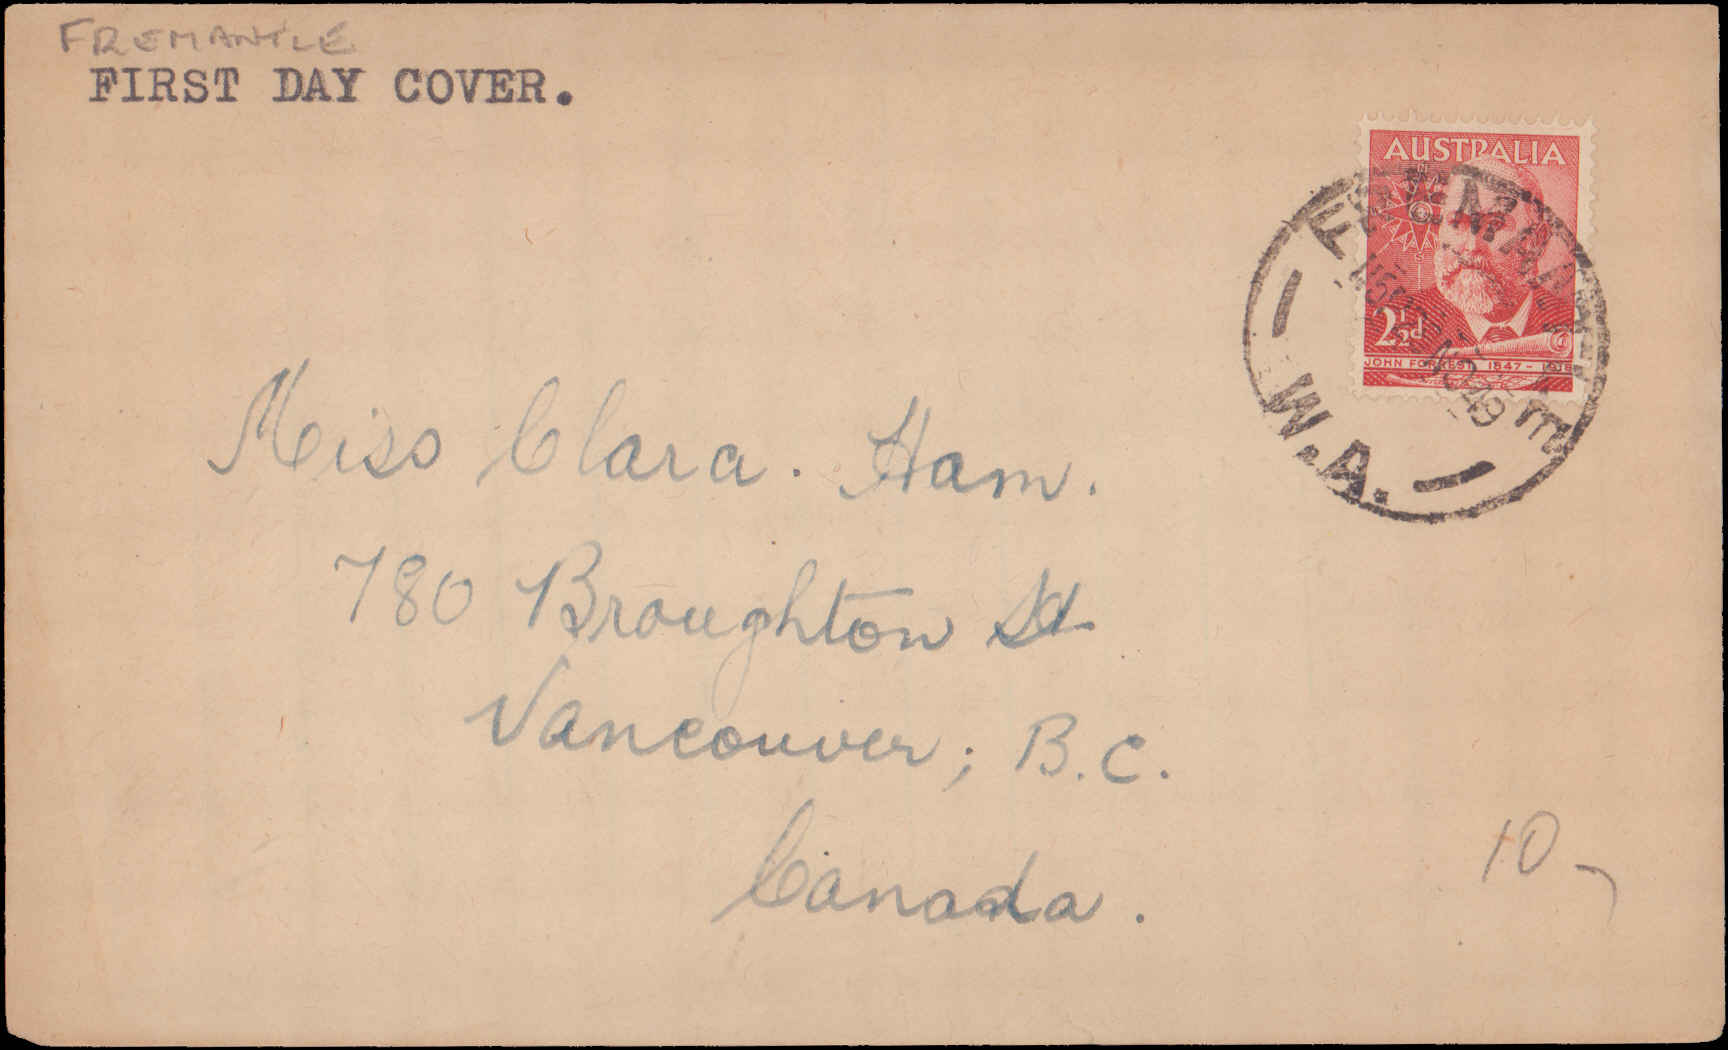 FREMANTLE
FIRST DAY COVER.
AUSTRALIA
2½d
JOHN FORREST 1847-1918
FREMANTLE
W.A.
Miss Clara. Ham.
780 Broughton St
Vancouver; B.C.
Canada.
10